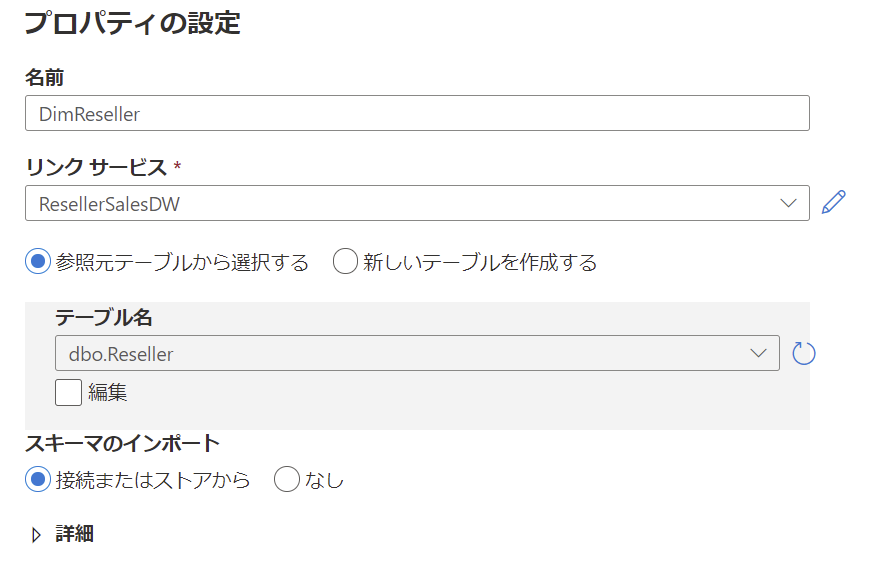 プロパティの設定
名前
DimReseller
リンク サービス *
ResellerSalesDW
参照元テーブルから選択する 新しいテーブルを作成する
テーブル名
dbo.Reseller
編集
スキーマのインポート
接続またはストアから なし
詳細